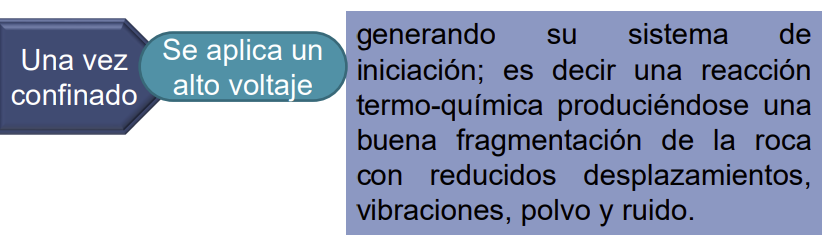 Una vez
confinado
Se aplica un
alto voltaje
generando su sistema de
iniciación; es decir una reacción
termo-química produciéndose una
buena fragmentación de la roca
con reducidos desplazamientos,
vibraciones, polvo y ruido.